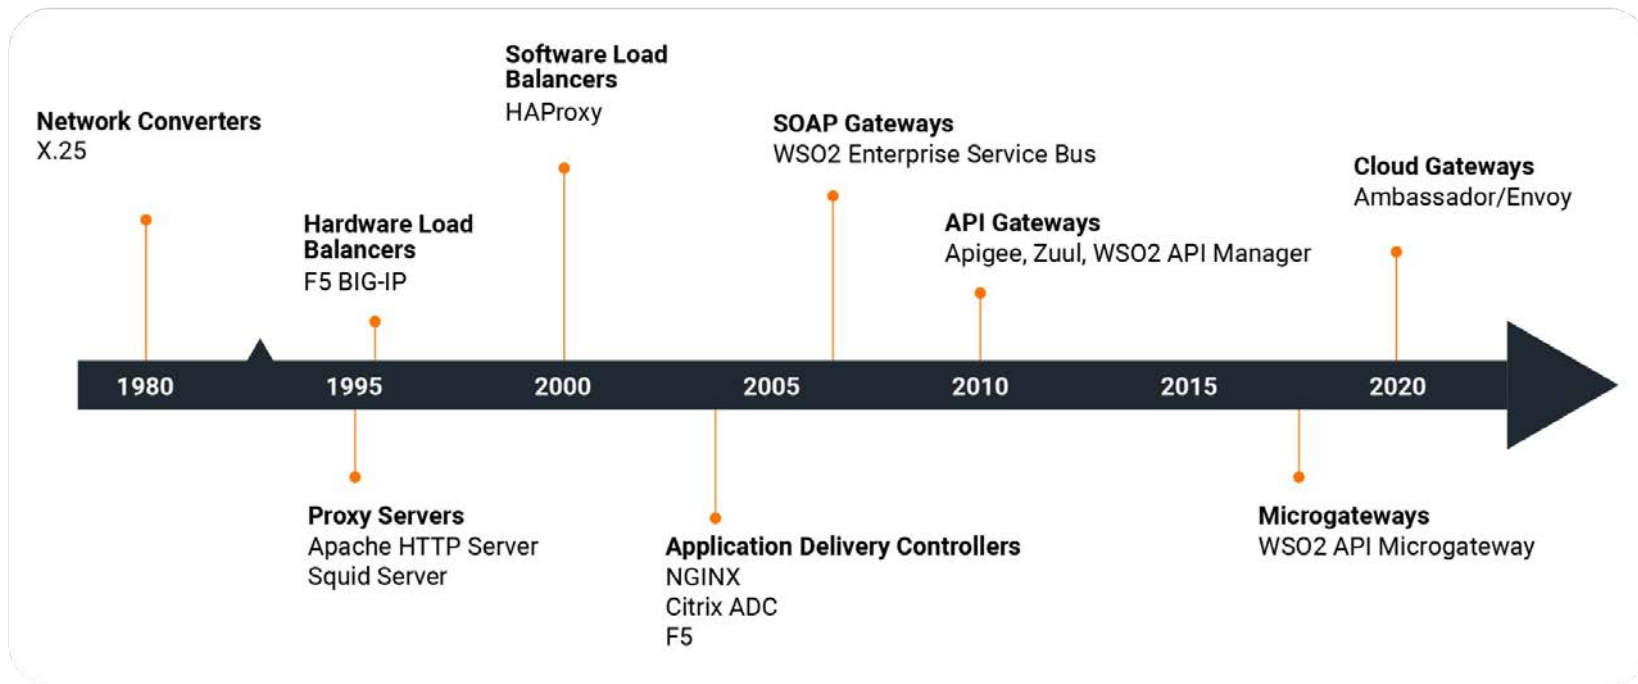 Network Converters
X.25
Hardware Load
Balancers
F5 BIG-IP
Software Load
Balancers
HAProxy
SOAP Gateways
WSO2 Enterprise Service Bus
API Gateways
Apigee, Zuul, WSO2 API Manager
Cloud Gateways
Ambassador/Envoy
1980 1995 2000 2005 2010 2015 2020
Proxy Servers
Apache HTTP Server
Squid Server
Application Delivery Controllers
NGINX
Citrix ADC
F5
Microgateways
WSO2 API Microgateway